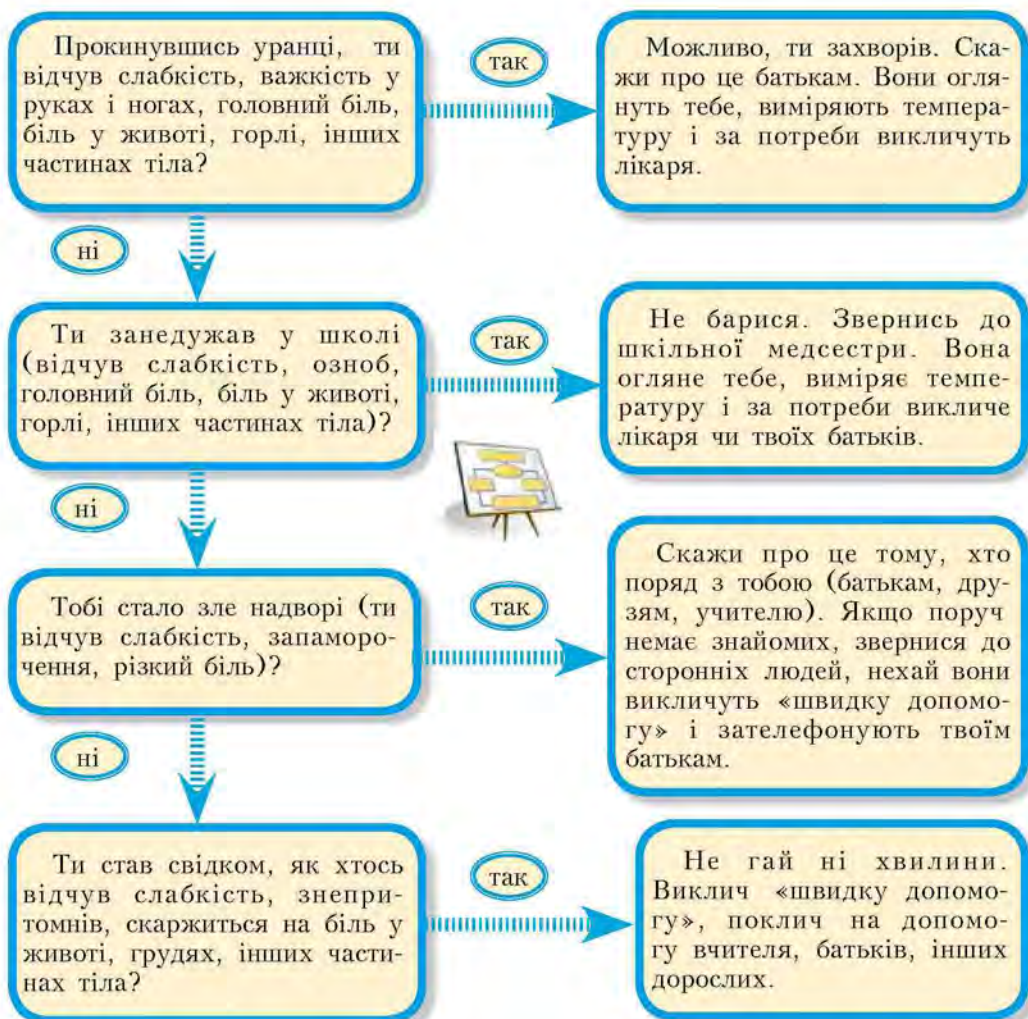 Прокинувшись уранці, ти
відчув слабкість, важкість у
руках і ногах, головний біль,
біль у животі, горлі, інших
частинах тіла?
так
Можливо, ти захворів. Ска-
жи про це батькам. Вони огля-
нуть тебе, виміряють темпера-
туру і за потреби викличуть
лікаря.
ні
Ти занедужав у школі
(відчув слабкість, озноб,
головний біль, біль у животі,
горлі, інших частинах тіла)?
так
Не барися. Звернись до
шкільної медсестри. Вона
огляне тебе, виміряє темпе-
ратуру і за потреби викличе
лікаря чи твоїх батьків.
ні
Тобі стало зле надворі (ти
відчув слабкість, запаморо-
чення, різкий біль)?
так
Скажи про це тому, хто
поряд з тобою (батькам, дру-
зям, учителю). Якщо поруч
немає знайомих, звернися до
сторонніх людей, нехай вони
викличуть «швидку допомо-
гу» і зателефонують твоїм
батькам.
ні
Ти став свідком, як хтось
відчув слабкість, знепри-
томнів, скаржиться на біль у
животі, грудях, інших части-
нах тіла?
так
Не гай ні хвилини.
Виклич «швидку допомо-
гу», поклич на допомо-
гу вчителя, батьків, інших
дорослих.